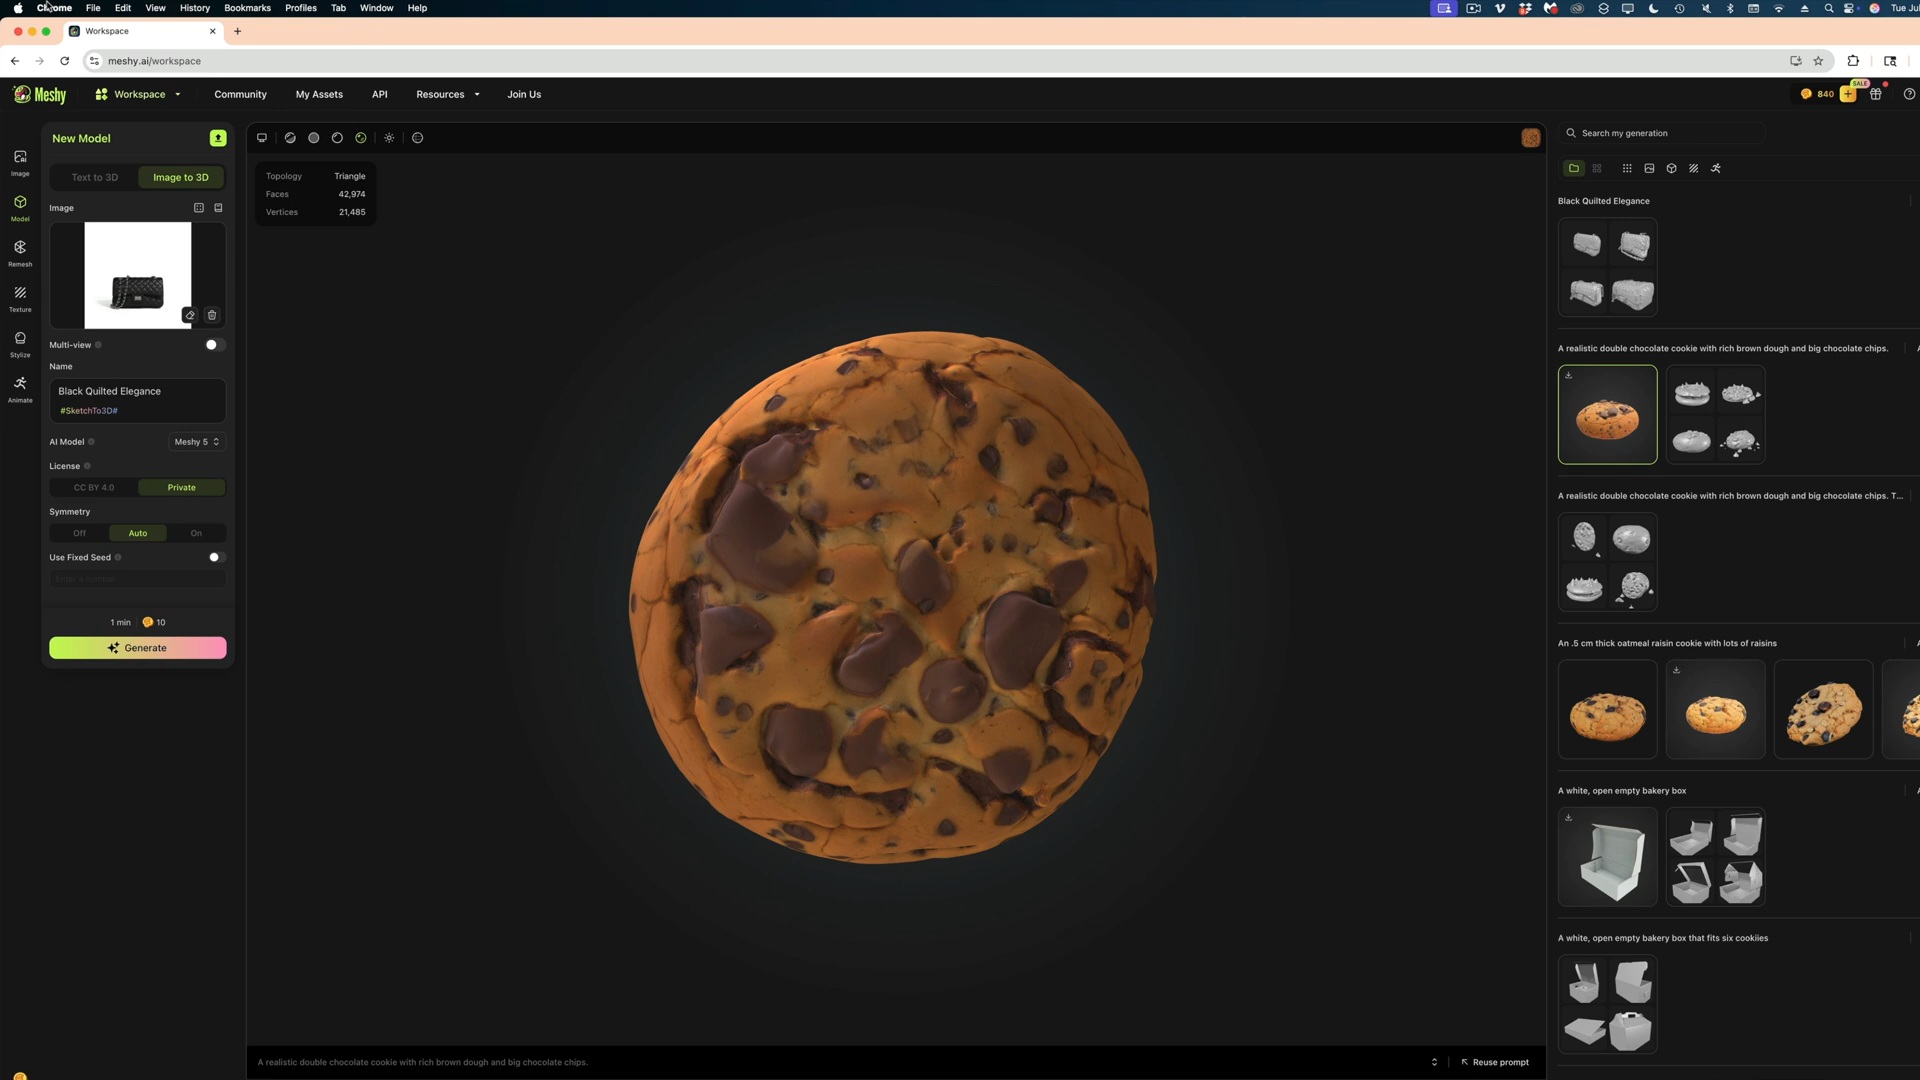 Chrome File Edit View History Bookmarks Profiles Tab Window Help
Tue Jul
Workspace
meshy.ai/workspace
Meshy Workspace Community My Assets API Resources Join Us
SALE
840
New Model
Text to 3D Image to 3D
Image
Multi-view
Name
Black Quilted Elegance
#SketchTo3D#
AI Model Meshy 5
License
CC BY 4.0 Private
Symmetry
Off Auto On
Use Fixed Seed
Enter a number
1 min 10
Generate
Image
Model
Remesh
Texture
Stylize
Animate
Topology Triangle
Faces 42,974
Vertices 21,485
A realistic double chocolate cookie with rich brown dough and big chocolate chips.
Reuse prompt
Search my generation
Black Quilted Elegance
A realistic double chocolate cookie with rich brown dough and big chocolate chips.
A realistic double chocolate cookie with rich brown dough and big chocolate chips. T...
An .5 cm thick oatmeal raisin cookie with lots of raisins
A white, open empty bakery box
A white, open empty bakery box that fits six cookiies